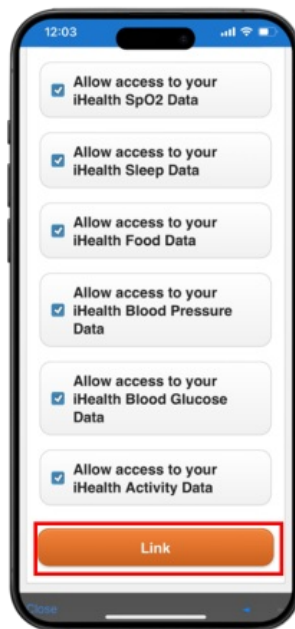 12:03
Allow access to your
iHealth SpO2 Data
Allow access to your
iHealth Sleep Data
Allow access to your
iHealth Food Data
Allow access to your
iHealth Blood Pressure
Data
Allow access to your
iHealth Blood Glucose
Data
Allow access to your
iHealth Activity Data
Link
Close